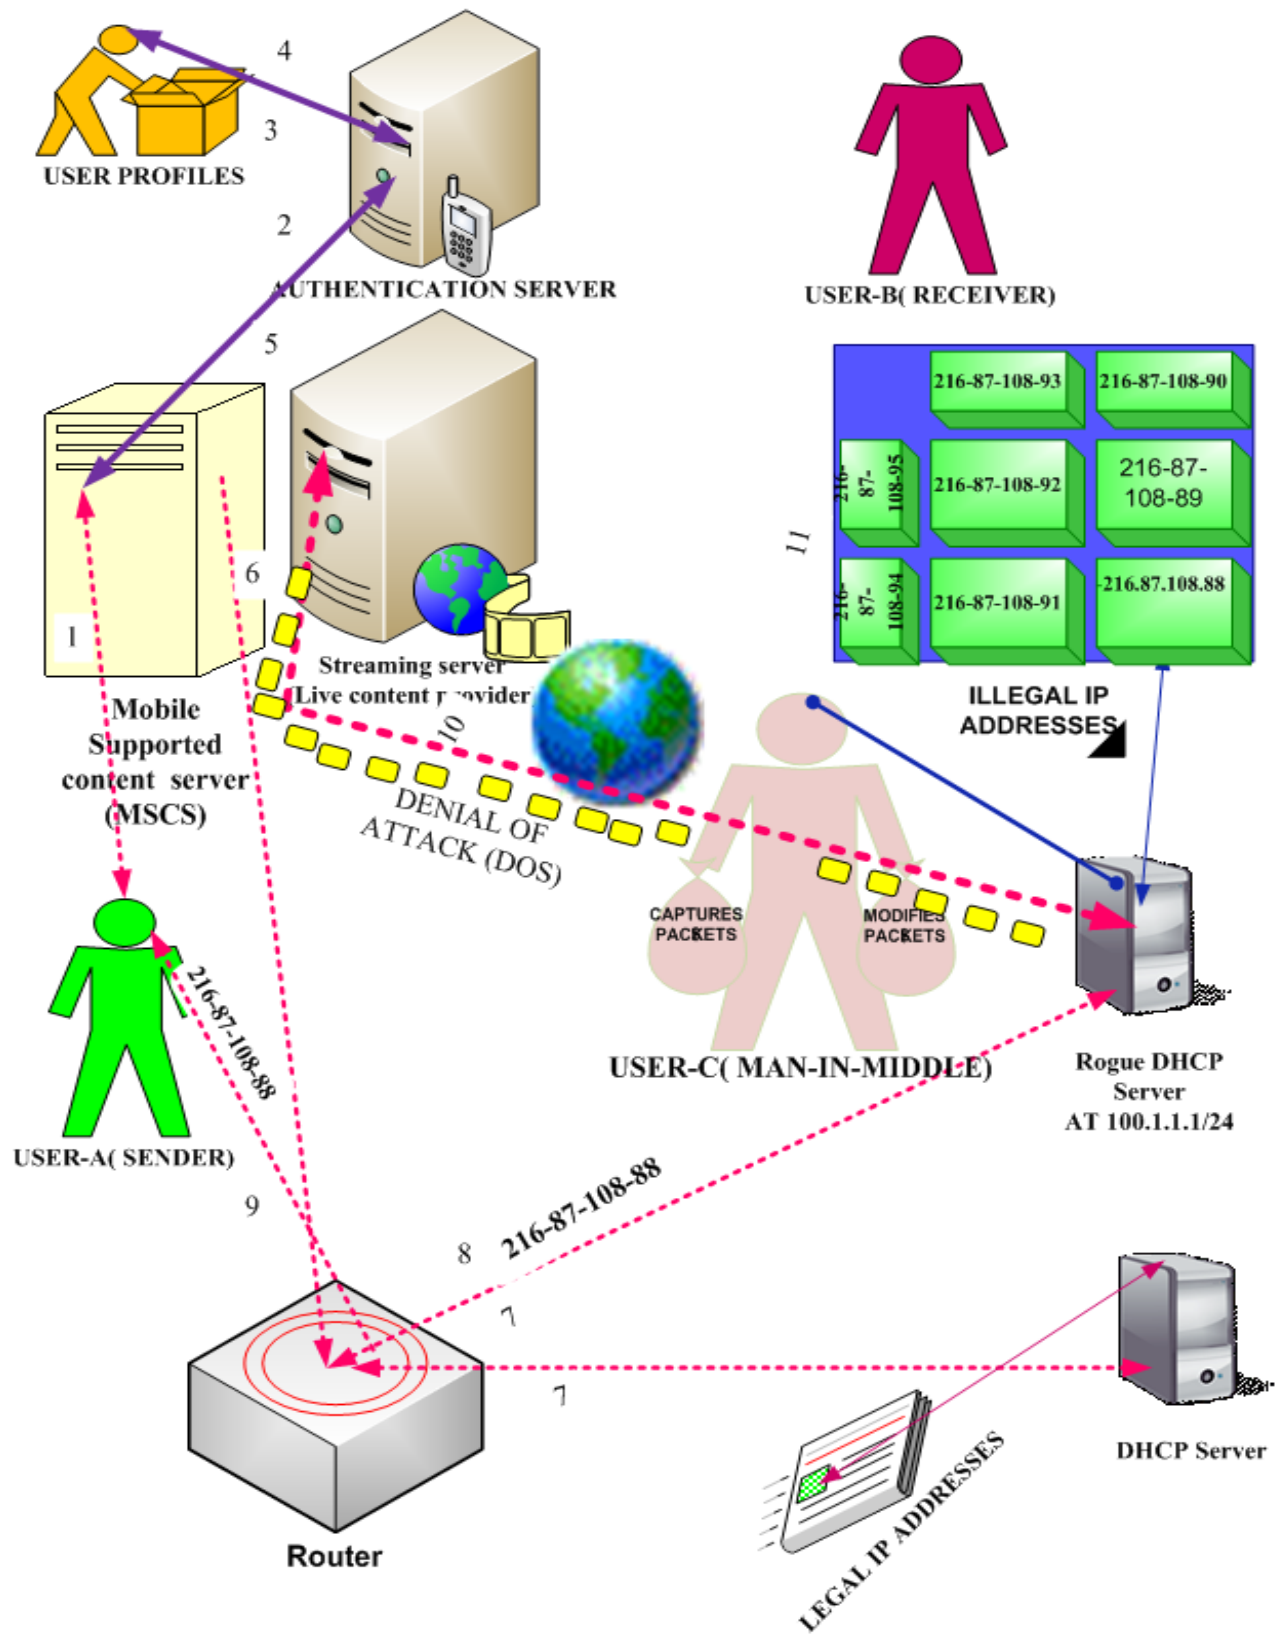 4
3
USER PROFILES
2
AUTHENTICATION SERVER
USER-B( RECEIVER)
5
216-87-108-93
216-87-108-90
216-
87-
108-95
216-87-108-92
216-87-
108-89
11
216-
87-
108-94
216-87-108-91
-216.87.108.88
6
1
Streaming server
Live content provider
ILLEGAL IP
ADDRESSES
Mobile
Supported
content server
(MSCS)
10
DENIAL OF
ATTACK (DOS)
CAPTURES
PACKETS
MODIFIES
PACKETS
USER-C( MAN-IN-MIDDLE)
Rogue DHCP
Server
AT 100.1.1.1/24
216-87-108-88
USER-A( SENDER)
9
8
216-87-108-88
7
7
DHCP Server
LEGAL IP ADDRESSES
Router